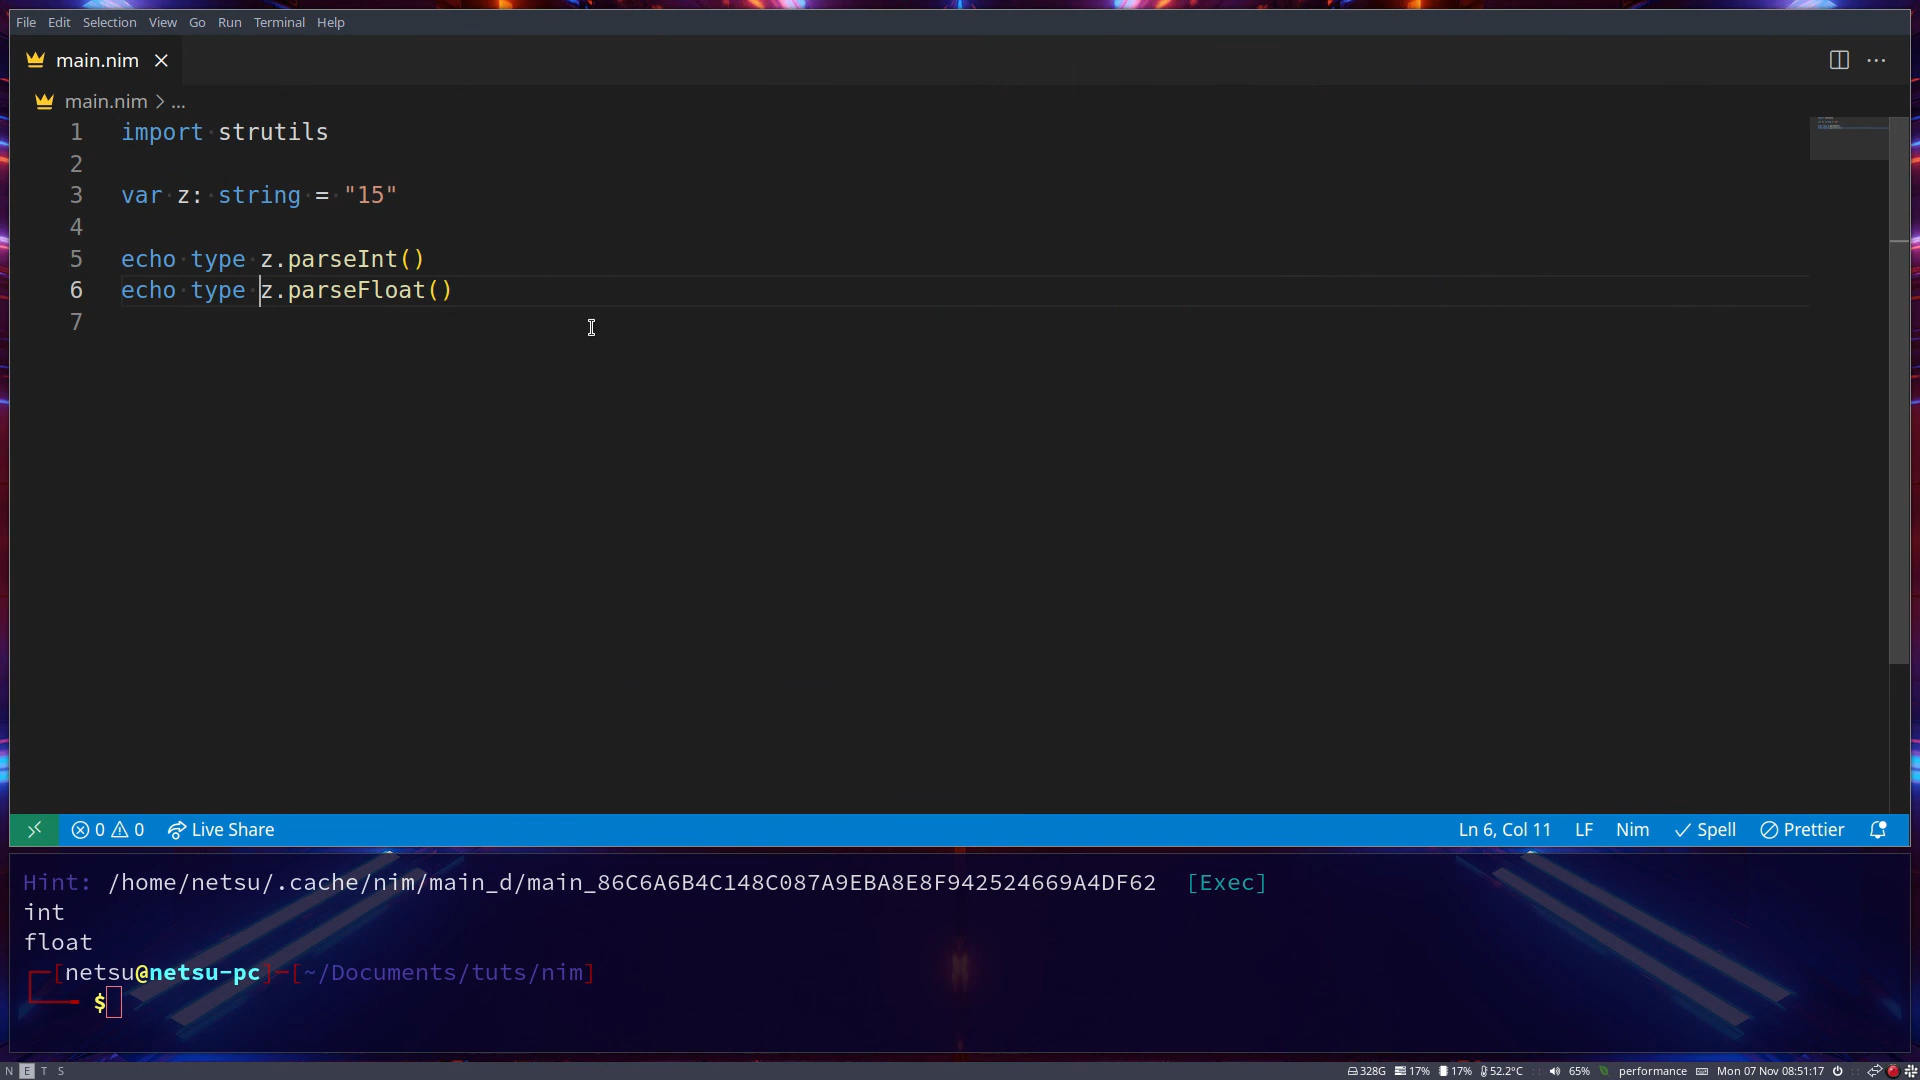 File Edit Selection View Go Run Terminal Help
main.nim
main.nim > ...
1 import strutils
2
3 var z: string = "15"
4
5 echo type z.parseInt()
6 echo type z.parseFloat()
7
0 0 Live Share Ln 6, Col 11 LF Nim Spell Prettier
Hint: /home/netsu/.cache/nim/main_d/main_86C6A6B4C148C087A9EBA8E8F942524669A4DF62 [Exec]
int
float
[netsu@netsu-pc]-[~/Documents/tuts/nim]
$
N E T S 328G 17% 17% 52.2°C 65% performance Mon 07 Nov 08:51:17